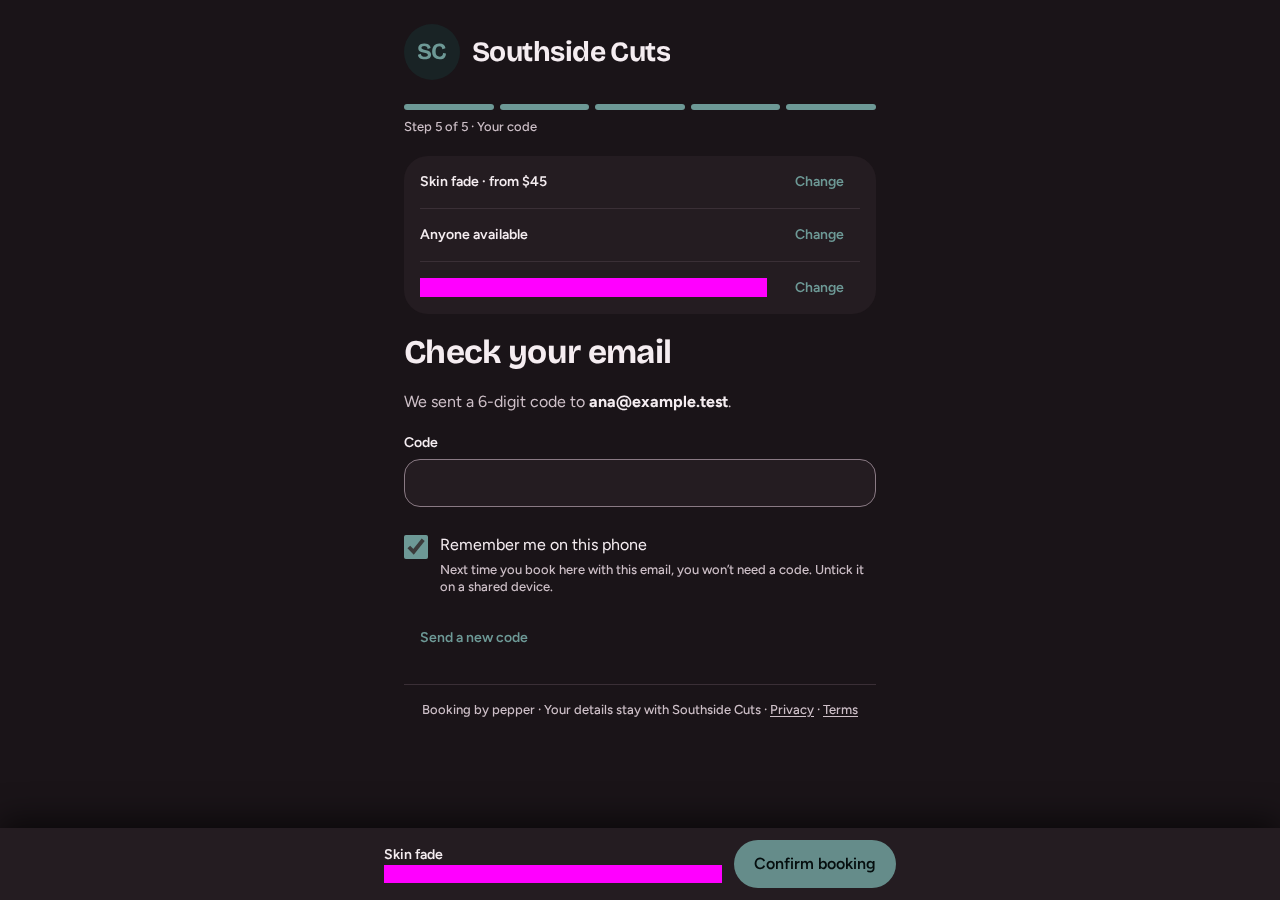 SC
Southside Cuts
Step 5 of 5 · Your code
Skin fade · from $45
Change
Anyone available
Change
Change
Check your email
We sent a 6-digit code to ana@example.test.
Code
Remember me on this phone
Next time you book here with this email, you won’t need a code. Untick it
on a shared device.
Send a new code
Booking by pepper · Your details stay with Southside Cuts · Privacy · Terms
Skin fade
Confirm booking